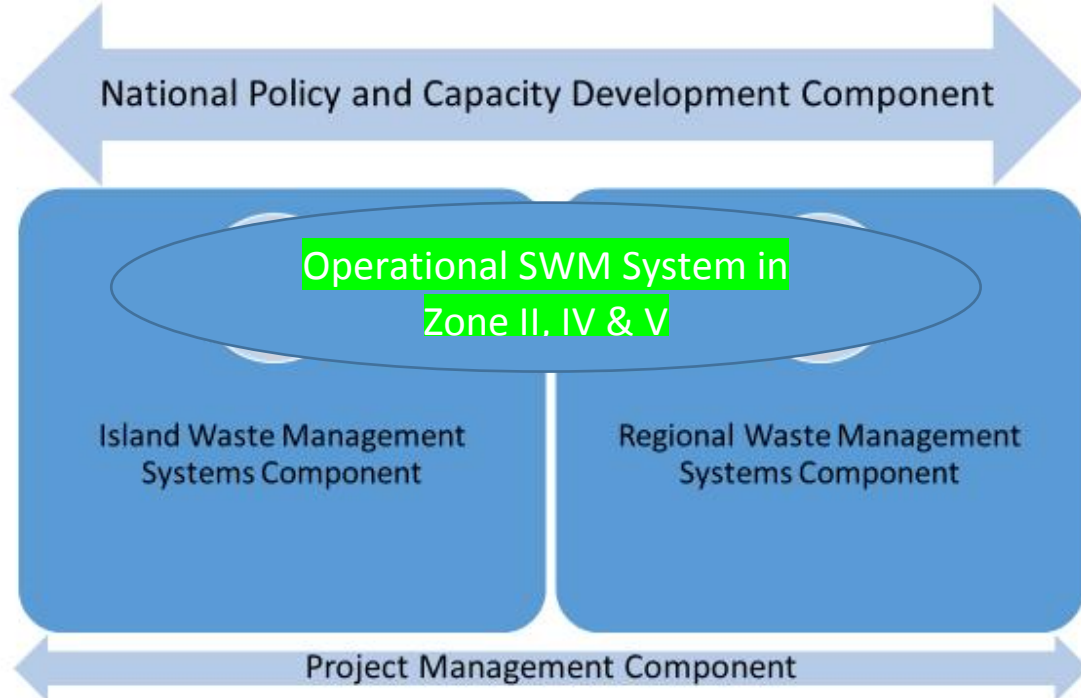 National Policy and Capacity Development Component
Operational SWM System in
Zone II, IV & V
Island Waste Management
Systems Component
Regional Waste Management
Systems Component
Project Management Component